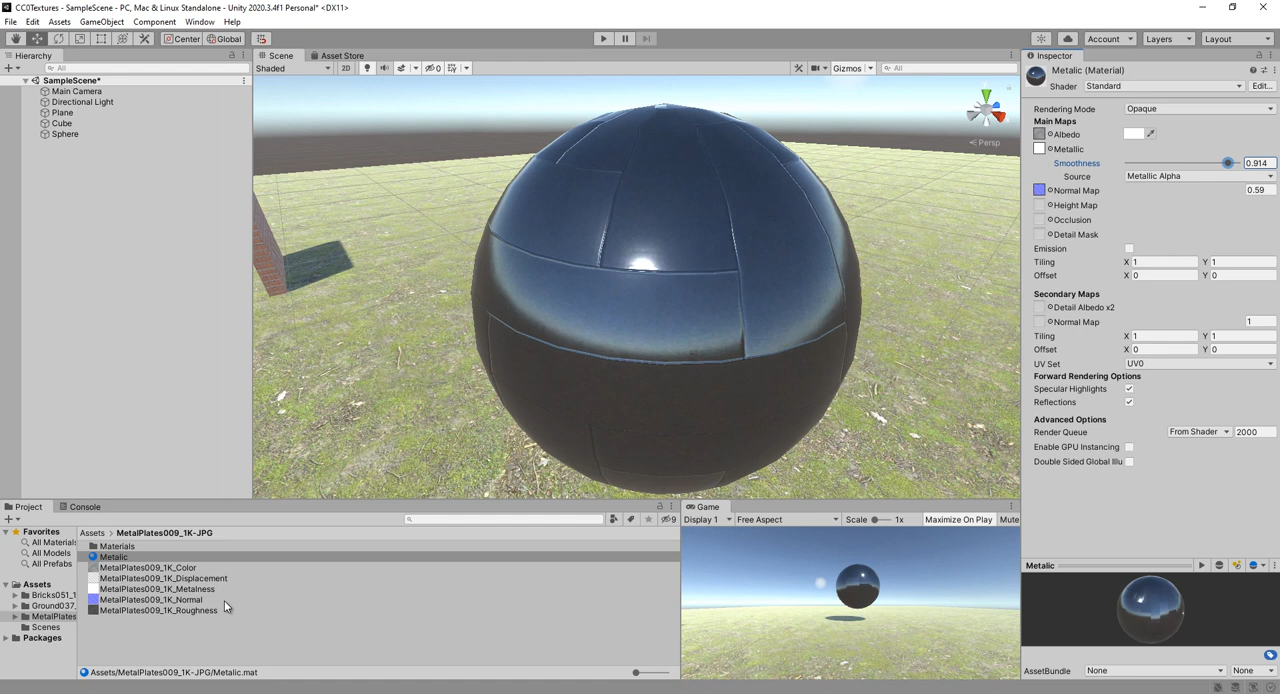 CC0Textures - SampleScene - PC, Mac & Linux Standalone - Unity 2020.3.4f1 Personal* <DX11>
File Edit Assets GameObject Component Window Help
Center Global Account Layers Layout
Hierarchy
All
SampleScene*
Main Camera
Directional Light
Plane
Cube
Sphere
Scene Asset Store
Shaded 2D 0 Gizmos All
Persp
Inspector
Metalic (Material)
Shader Standard Edit...
Rendering Mode Opaque
Main Maps
Albedo
Metallic
Smoothness 0.914
Source Metallic Alpha
Normal Map 0.59
Height Map
Occlusion
Detail Mask
Emission
Tiling X 1 Y 1
Offset X 0 Y 0
Secondary Maps
Detail Albedo x2
Normal Map 1
Tiling X 1 Y 1
Offset X 0 Y 0
UV Set UV0
Forward Rendering Options
Specular Highlights
Reflections
Advanced Options
Render Queue From Shader 2000
Enable GPU Instancing
Double Sided Global Illu
Project Console
9
Favorites
All Materials
All Models
All Prefabs
Assets
Bricks051_1
Ground037_
MetalPlates
Scenes
Packages
Assets > MetalPlates009_1K-JPG
Materials
Metalic
MetalPlates009_1K_Color
MetalPlates009_1K_Displacement
MetalPlates009_1K_Metalness
MetalPlates009_1K_Normal
MetalPlates009_1K_Roughness
Assets/MetalPlates009_1K-JPG/Metalic.mat
Game
Display 1 Free Aspect Scale 1x Maximize On Play Mute
Metalic
AssetBundle None None